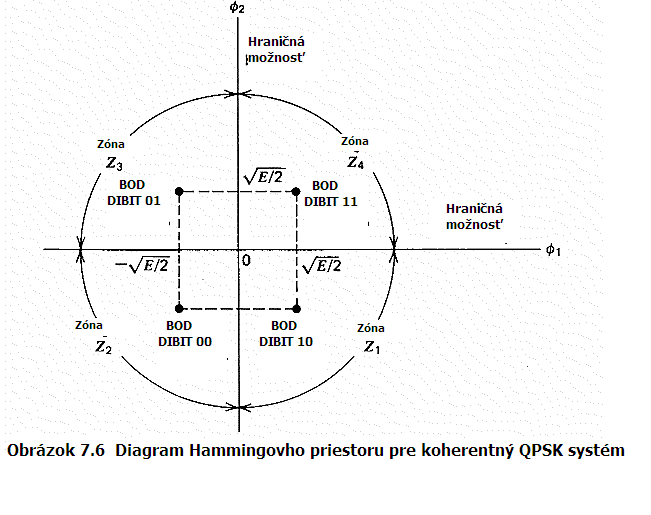 ϕ₂
Hraničná
možnosť
Zóna
Z₃
Zóna
Z₄
BOD
DIBIT 01
√E/2
BOD
DIBIT 11
Hraničná
možnosť
ϕ₁
−√E/2
0
√E/2
Zóna
Z₂
BOD
DIBIT 00
BOD
DIBIT 10
Zóna
Z₁
Obrázok 7.6 Diagram Hammingovho priestoru pre koherentný QPSK systém